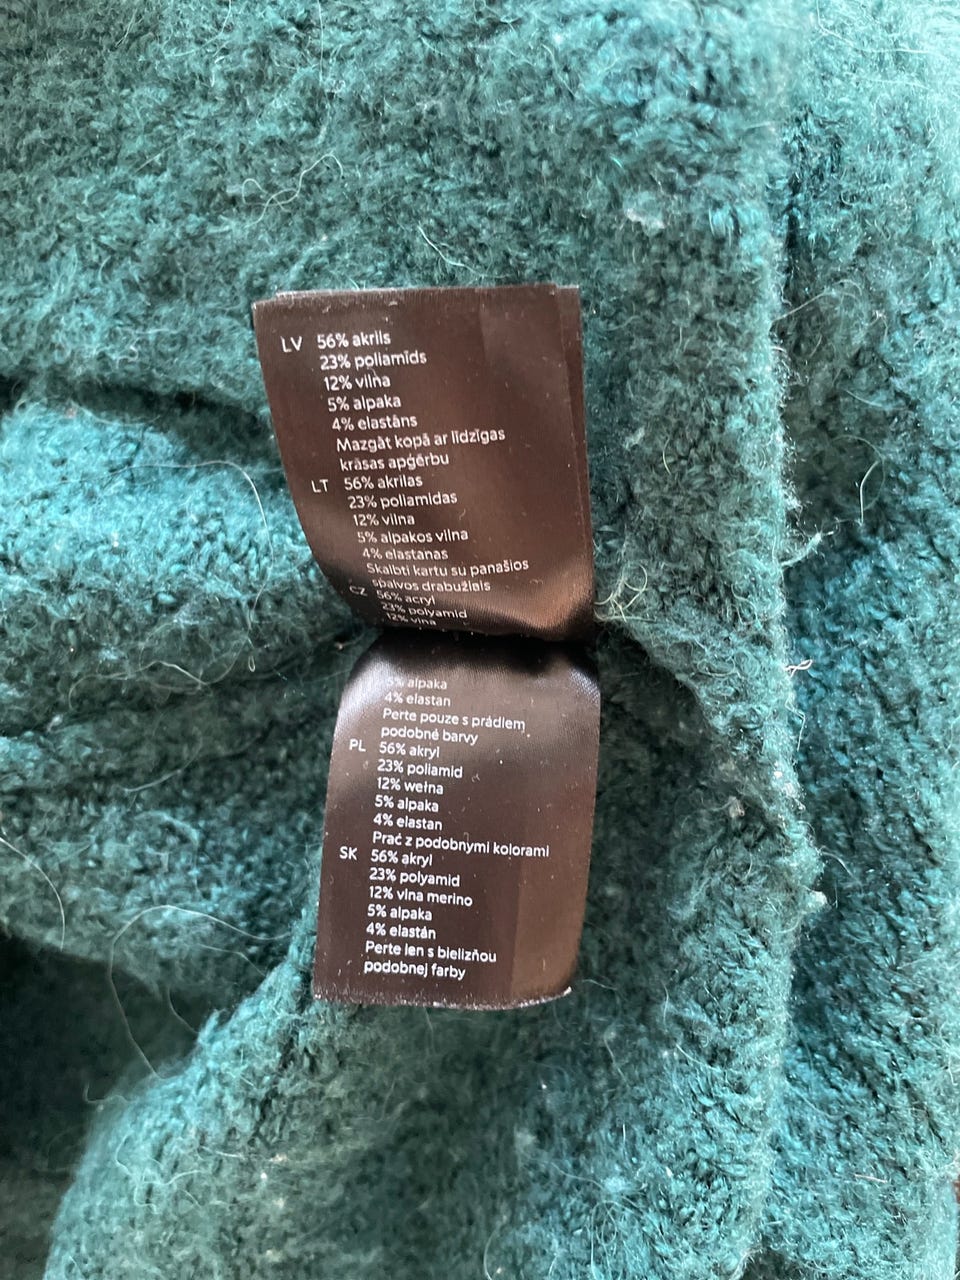 LV 56% akrils
23% poliamīds
12% vilna
5% alpaka
4% elastāns
Mazgāt kopā ar līdzīgas
krāsas apģērbu
LT 56% akrilas
23% poliamidas
12% vilna
5% alpakos vilna
4% elastanas
Skalbti kartu su panašios
spalvos drabužiais
CZ 56% acryl
23% polyamid
12% vlna
5% alpaka
4% elastan
Perte pouze s prádlem
podobné barvy
PL 56% akryl
23% poliamid
12% wełna
5% alpaka
4% elastan
Prać z podobnymi kolorami
SK 56% akryl
23% polyamid
12% vlna merino
5% alpaka
4% elastán
Perte len s bielizňou
podobnej farby